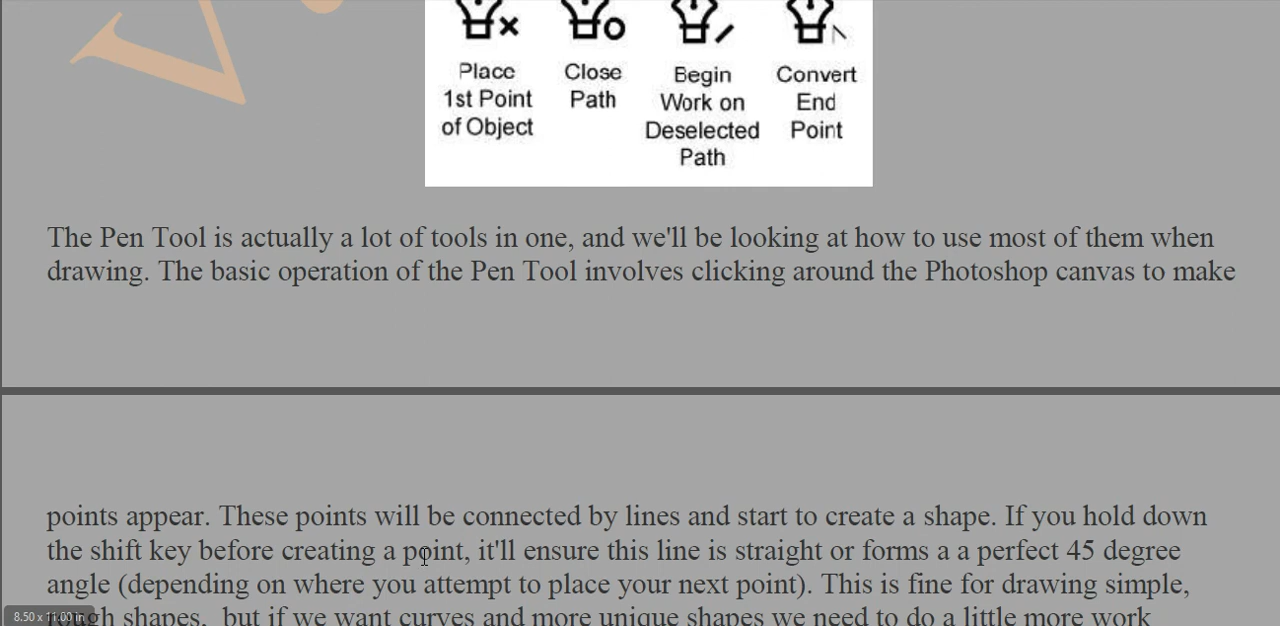 Place Close Begin Convert
1st Point Path Work on End
of Object Deselected Point
Path
The Pen Tool is actually a lot of tools in one, and we'll be looking at how to use most of them when
drawing. The basic operation of the Pen Tool involves clicking around the Photoshop canvas to make
points appear. These points will be connected by lines and start to create a shape. If you hold down
the shift key before creating a point, it'll ensure this line is straight or forms a a perfect 45 degree
angle (depending on where you attempt to place your next point). This is fine for drawing simple,
rough shapes, but if we want curves and more unique shapes we need to do a little more work
8.50 x 11.00 in